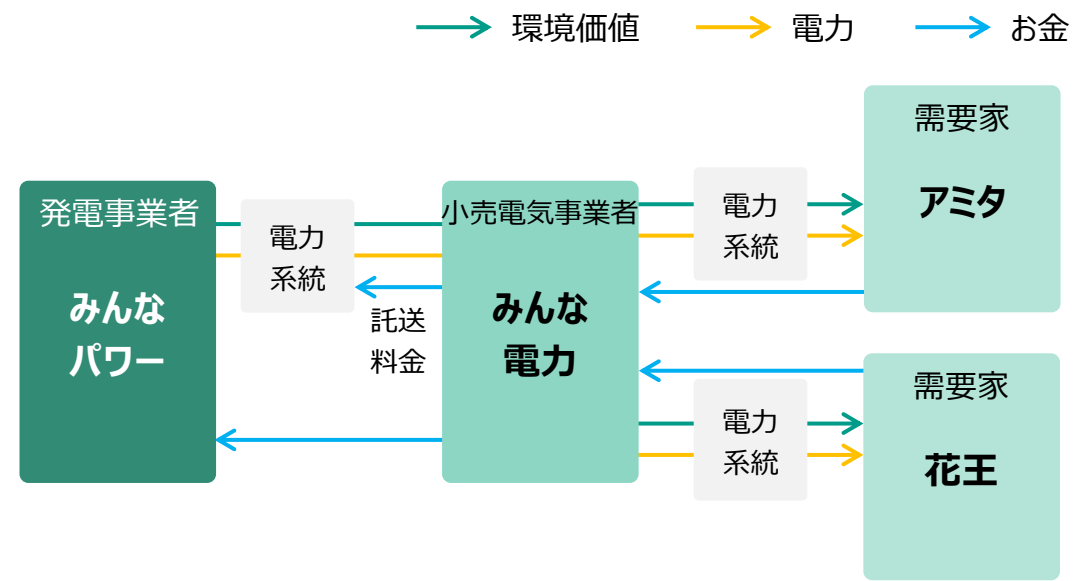 環境価値
電力
お金
発電事業者
みんな
パワー
電力
系統
託送
料金
小売電気事業者
みんな
電力
電力
系統
需要家
アミタ
電力
系統
需要家
花王